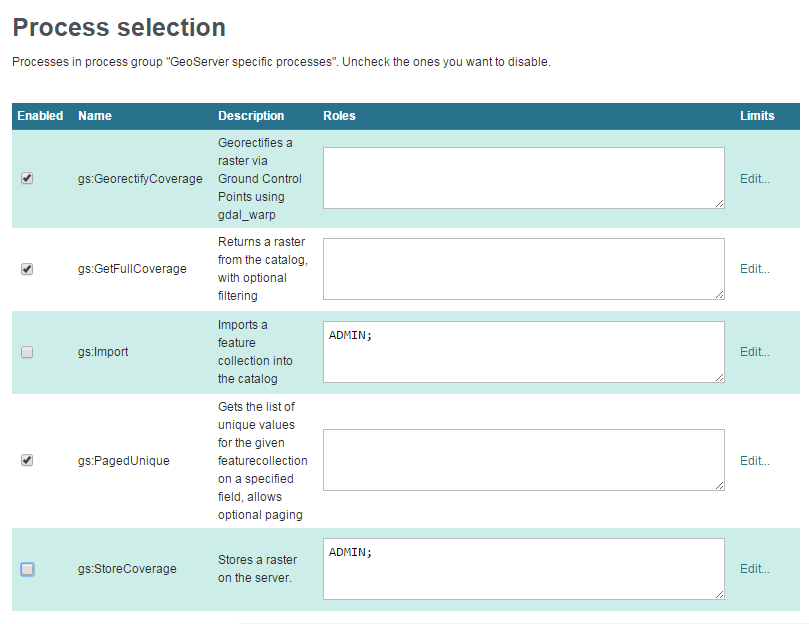 Process selection
Processes in process group "GeoServer specific processes". Uncheck the ones you want to disable.
Enabled Name Description Roles Limits
gs:GeorectifyCoverage
Georectifies a
raster via
Ground Control
Points using
gdal_warp
Edit...
gs:GetFullCoverage
Returns a raster
from the catalog,
with optional
filtering
Edit...
gs:Import
Imports a
feature
collection into
the catalog
ADMIN;
Edit...
gs:PagedUnique
Gets the list of
unique values
for the given
featurecollection
on a specified
field, allows
optional paging
Edit...
gs:StoreCoverage
Stores a raster
on the server.
ADMIN;
Edit...